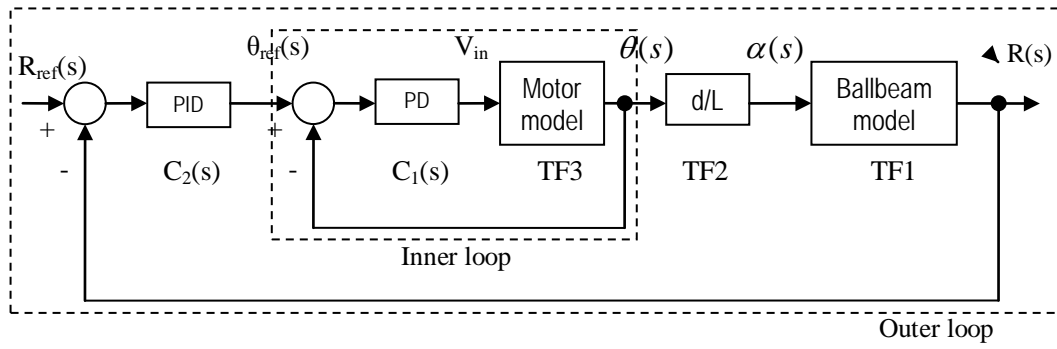 θref(s)
Vin
θ(s)
α(s)
R(s)
Rref(s)
PID
PD
Motor
model
d/L
Ballbeam
model
+
+
-
-
C2(s)
C1(s)
TF3
TF2
TF1
Inner loop
Outer loop